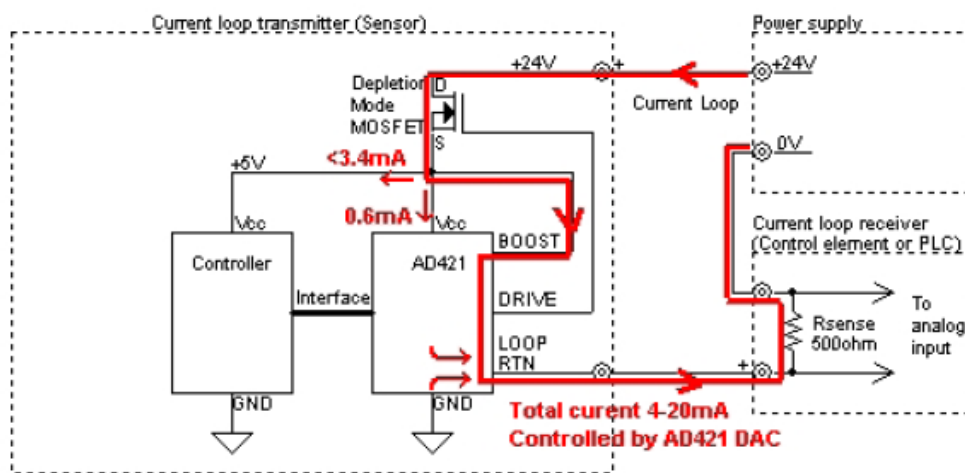 Current loop transmitter (Sensor)
Power supply
+24V
+
+24V
Depletion
Mode
MOSFET
D
S
Current Loop
0V
<3.4mA
+5V
0.6mA
Vcc
Vcc
BOOST
Controller
AD421
Interface
DRIVE
LOOP
RTN
GND
GND
Current loop receiver
(Control element or PLC)
Rsense
500ohm
To
analog
input
+
Total curent 4-20mA
Controlled by AD421 DAC